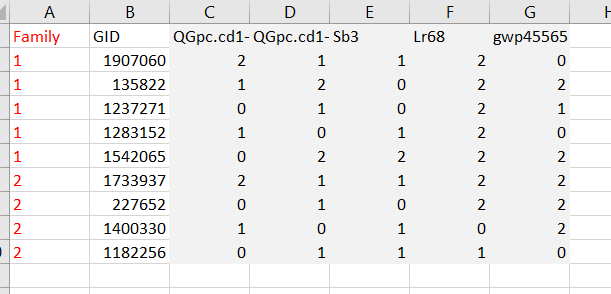 A B C D E F G
Family GID QGpc.cd1- QGpc.cd1- Sb3 Lr68 gwp45565
1 1907060 2 1 1 2 0
1 135822 1 2 0 2 2
1 1237271 0 1 0 2 1
1 1283152 1 0 1 2 0
1 1542065 0 2 2 2 2
2 1733937 2 1 1 2 2
2 227652 0 1 0 2 2
2 1400330 1 0 1 0 2
2 1182256 0 1 1 1 0